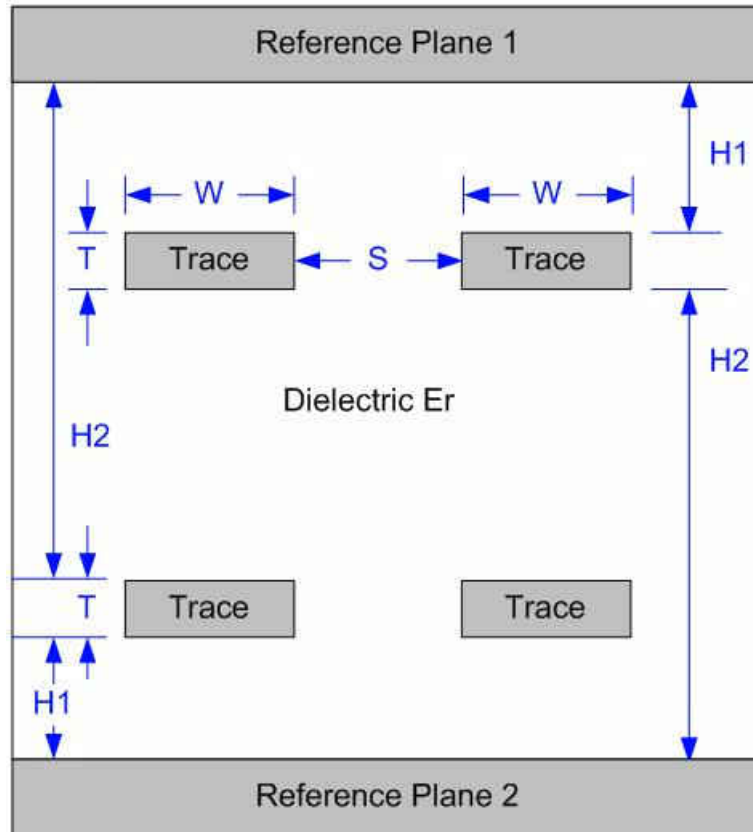 Reference Plane 1
H1
W W
T Trace S Trace
Dielectric Er
H2
H2
T Trace Trace
H1
Reference Plane 2